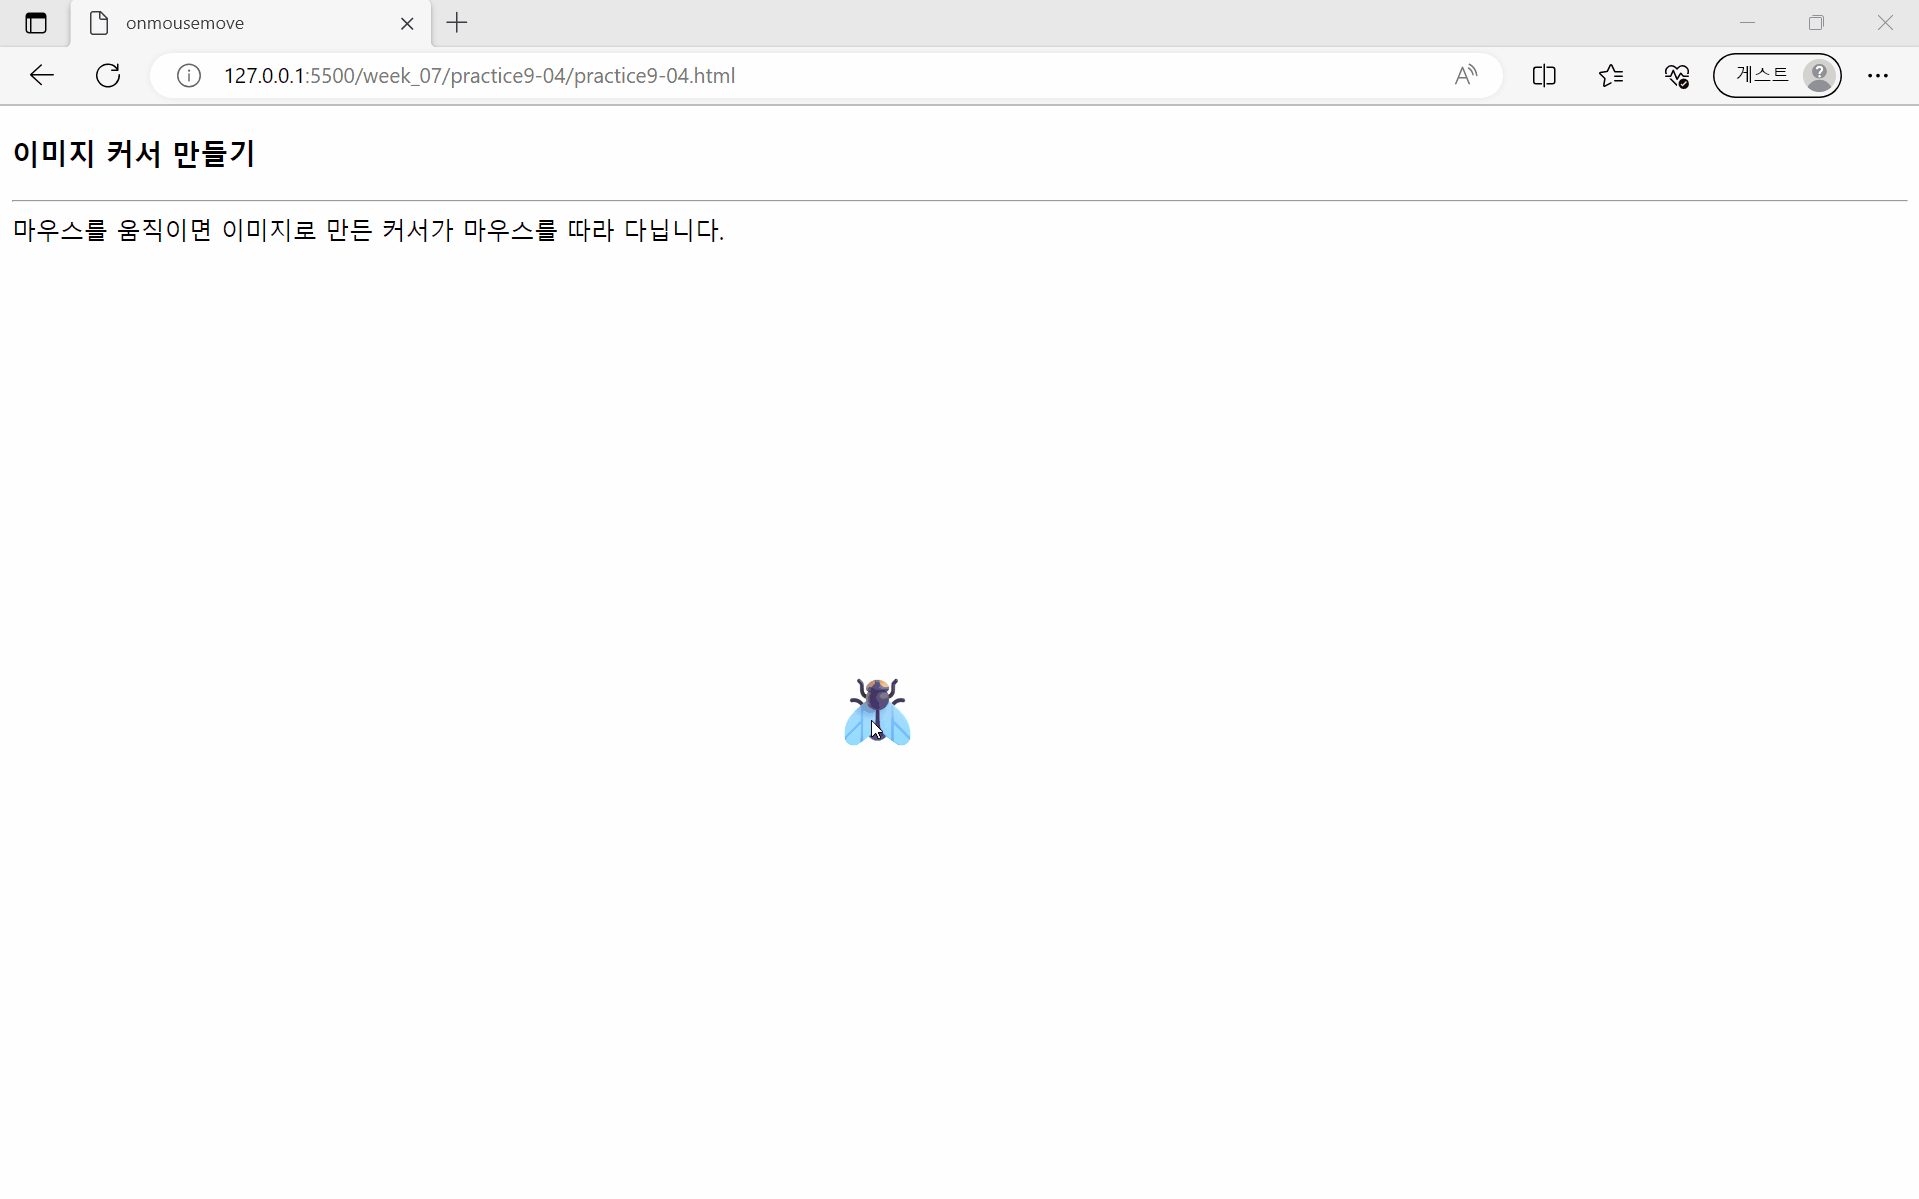 onmousemove
127.0.0.1:5500/week_07/practice9-04/practice9-04.html
게스트
이미지 커서 만들기
마우스를 움직이면 이미지로 만든 커서가 마우스를 따라 다닙니다.